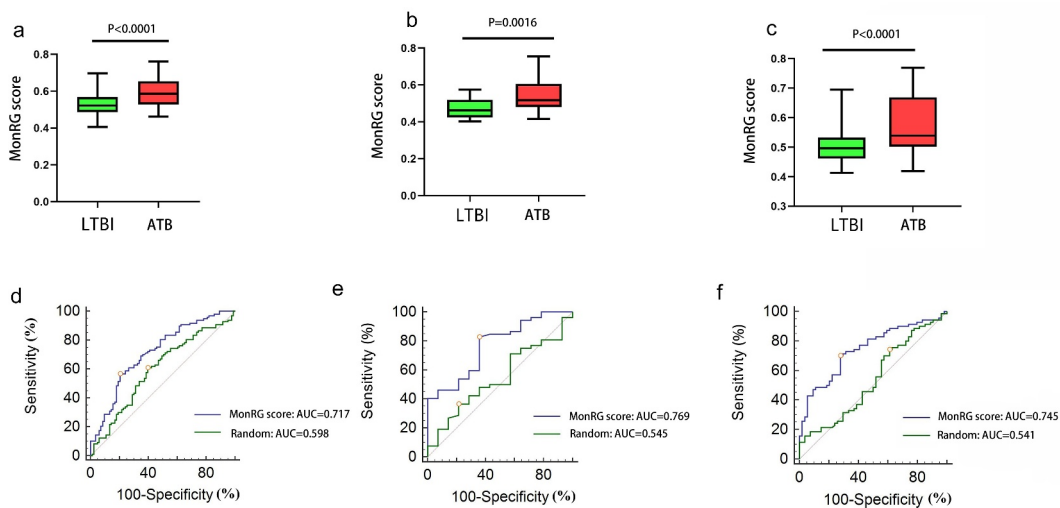 a
P<0.0001
MonRG score
0.8
0.6
0.4
0.2
0.0
LTBI
ATB
b
P=0.0016
MonRG score
0.8
0.6
0.4
0.2
0.0
LTBI
ATB
c
P<0.0001
MonRG score
0.8
0.7
0.6
0.5
0.4
0.3
LTBI
ATB
d
Sensitivity (%)
100
80
60
40
20
0
MonRG score: AUC=0.717
Random: AUC=0.598
0 40 80
100-Specificity (%)
e
Sensitivity (%)
100
80
60
40
20
0
MonRG score: AUC=0.769
Random: AUC=0.545
0 40 80
100-Specificity (%)
f
Sensitivity (%)
100
80
60
40
20
0
MonRG score: AUC=0.745
Random: AUC=0.541
0 40 80
100-Specificity (%)